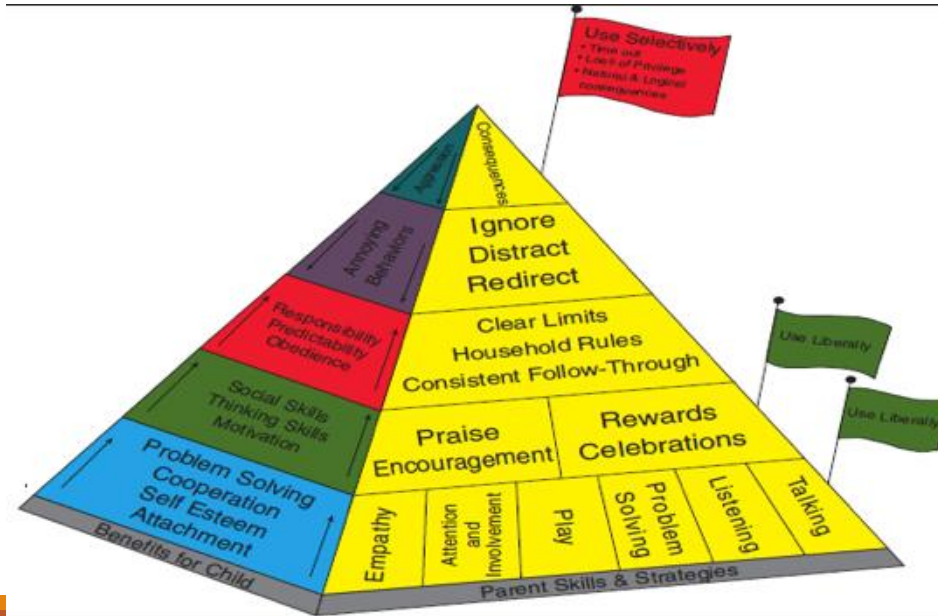 Use Selectively
• Time out
• Loss of Privilege
• Natural & Logical
consequences
Aggression
Consequences
Annoying
Behaviors
Ignore
Distract
Redirect
Responsibility
Predictability
Obedience
Clear Limits
Household Rules
Consistent Follow-Through
Use Liberally
Social Skills
Thinking Skills
Motivation
Praise
Encouragement
Rewards
Celebrations
Use Liberally
Problem Solving
Cooperation
Self Esteem
Attachment
Empathy
Attention
and
Involvement
Play
Problem
Solving
Listening
Talking
Benefits for Child
Parent Skills & Strategies